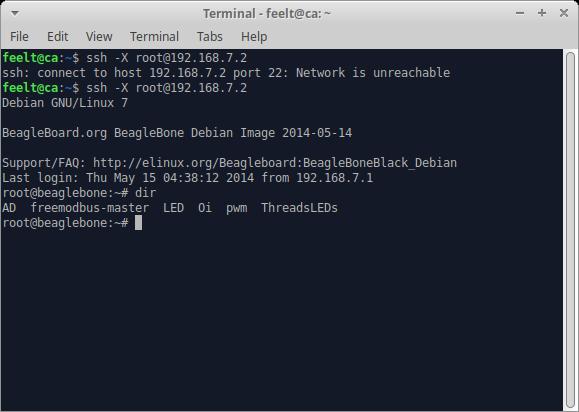 Terminal - feelt@ca: ~
File Edit View Terminal Tabs Help
feelt@ca:~$ ssh -X root@192.168.7.2
ssh: connect to host 192.168.7.2 port 22: Network is unreachable
feelt@ca:~$ ssh -X root@192.168.7.2
Debian GNU/Linux 7
BeagleBoard.org BeagleBone Debian Image 2014-05-14
Support/FAQ: http://elinux.org/Beagleboard:BeagleBoneBlack_Debian
Last login: Thu May 15 04:38:12 2014 from 192.168.7.1
root@beaglebone:~# dir
AD  freemodbus-master  LED  Oi  pwm  ThreadsLEDs
root@beaglebone:~#